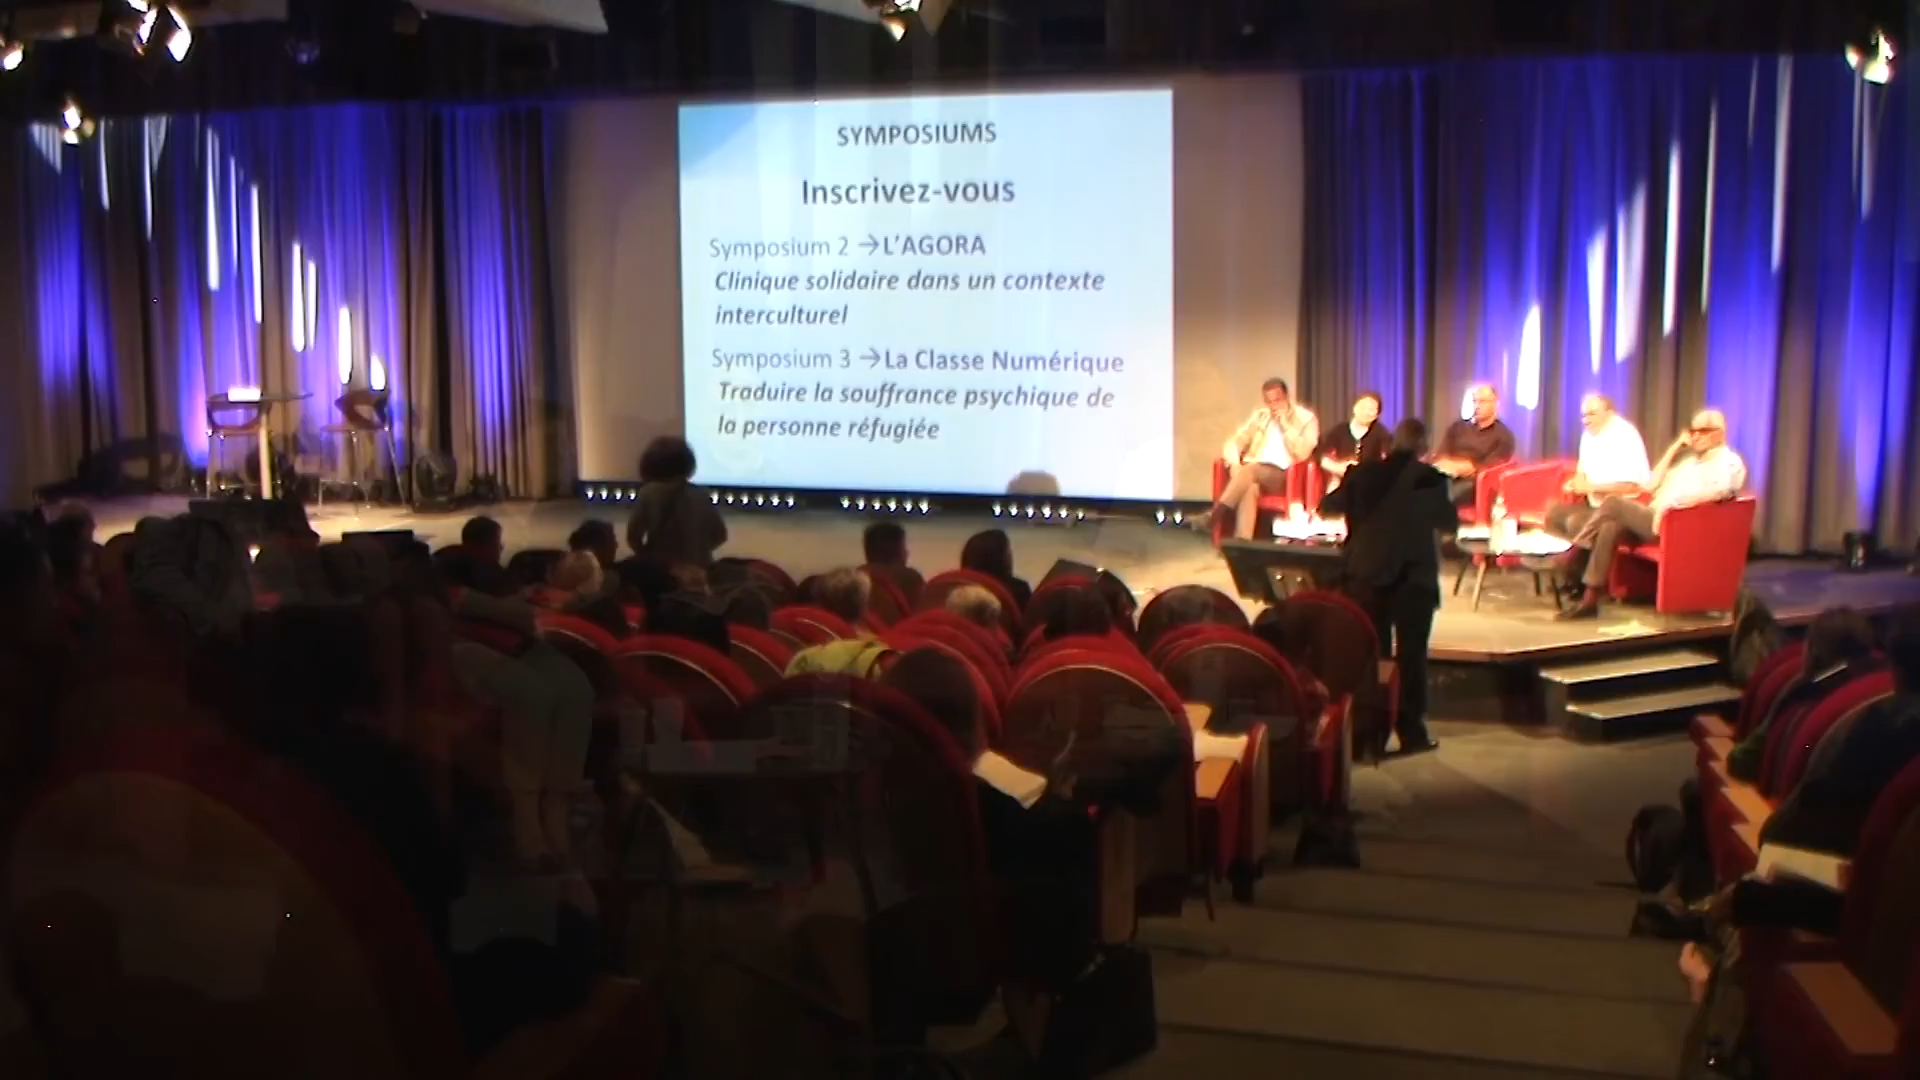 SYMPOSIUMS
Inscrivez-vous
Symposium 2 →L'AGORA
Clinique solidaire dans un contexte
interculturel
Symposium 3 →La Classe Numérique
Traduire la souffrance psychique de
la personne réfugiée